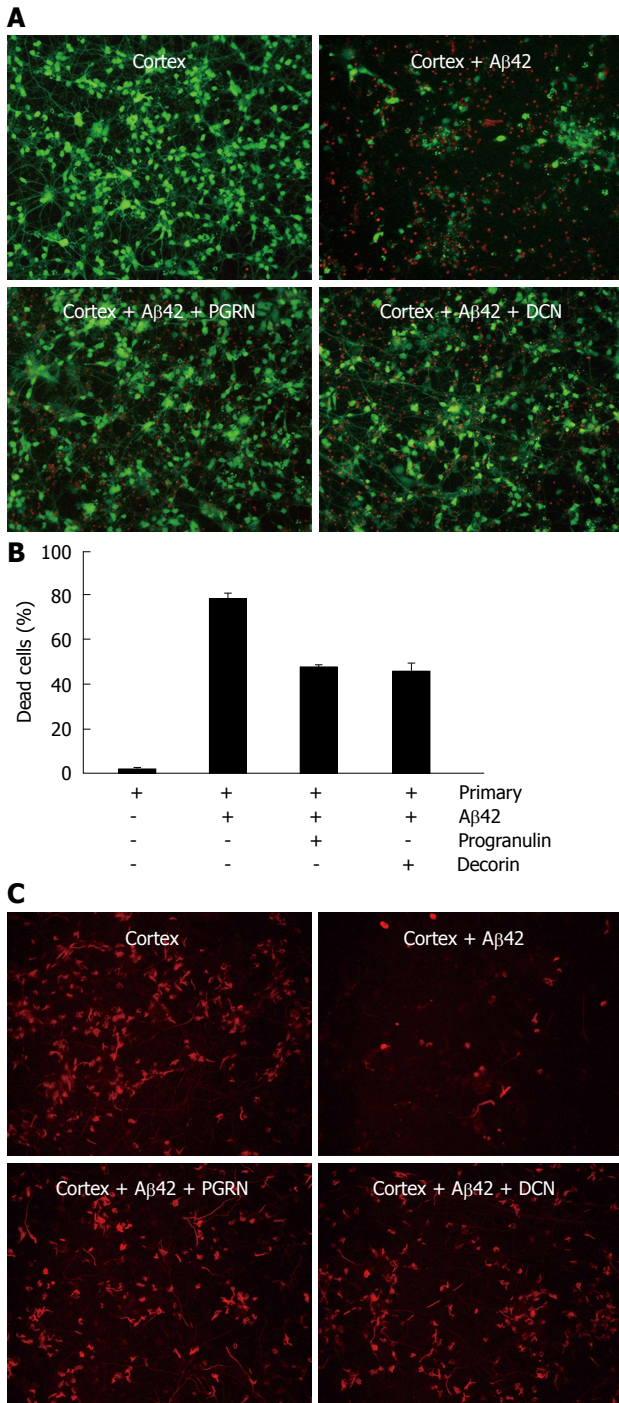 A
Cortex
Cortex + Aβ42
Cortex + Aβ42 + PGRN
Cortex + Aβ42 + DCN
B
Dead cells (%)
100
80
60
40
20
0
+ + + + Primary
- + + + Aβ42
- - + - Progranulin
- - - + Decorin
C
Cortex
Cortex + Aβ42
Cortex + Aβ42 + PGRN
Cortex + Aβ42 + DCN